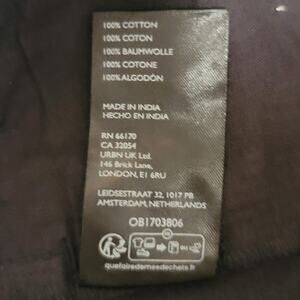 100% COTTON
100% COTON
100% BAUMWOLLE
100% COTONE
100% ALGODÓN
MADE IN INDIA
HECHO EN INDIA
RN 66170
CA 32054
URBN UK Ltd.
146 Brick Lane,
LONDON, E1 6RU
LEIDSESTRAAT 32, 1017 PB
AMSTERDAM, NETHERLANDS
OB1703806
FR
OU
quefairedemesdechets.fr